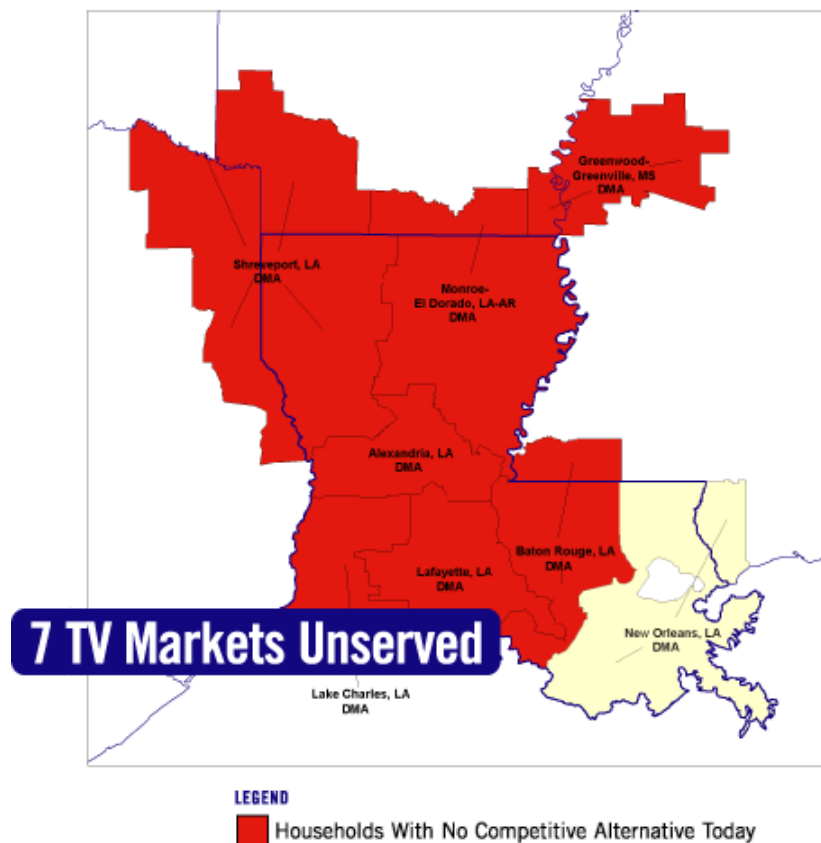 Greenwood-
Greenville, MS
DMA
Shreveport, LA
DMA
Monroe-
El Dorado, LA-AR
DMA
Alexandria, LA
DMA
Baton Rouge, LA
DMA
Lafayette, LA
DMA
New Orleans, LA
DMA
7 TV Markets Unserved
Lake Charles, LA
DMA
LEGEND
Households With No Competitive Alternative Today